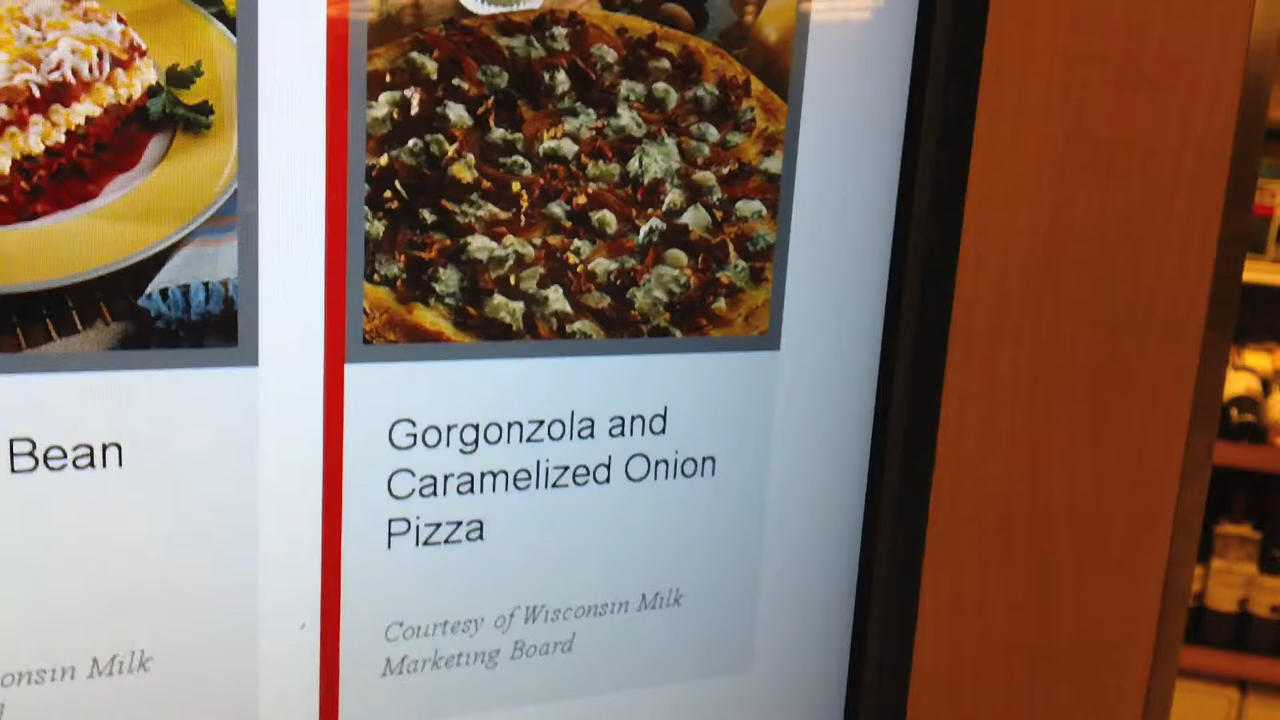 Bean
onsin Milk
Gorgonzola and
Caramelized Onion
Pizza
Courtesy of Wisconsin Milk
Marketing Board